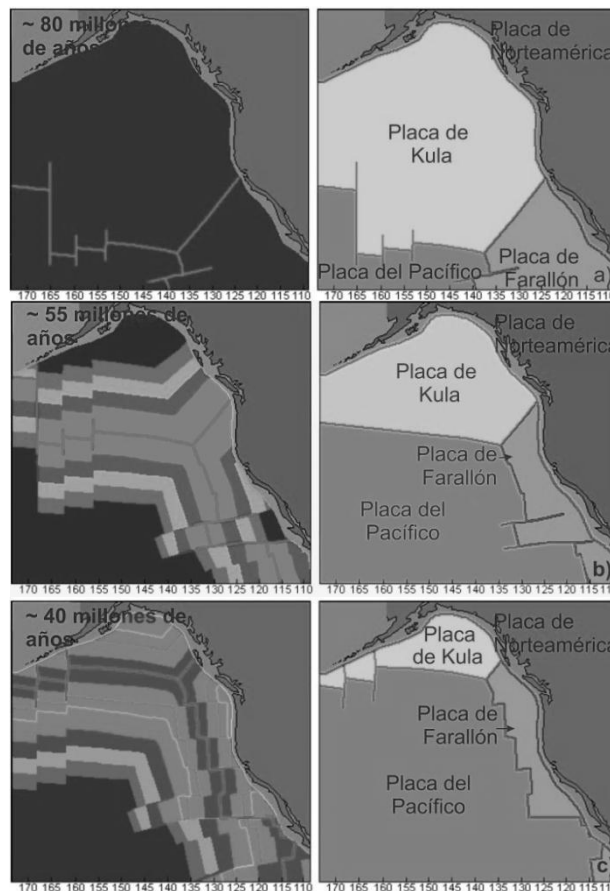 ~ 80 millones
de años
Placa de
Norteamérica
Placa de
Kula
Placa del Pacífico
Placa de
Farallón
a)
170 165 160 155 150 145 140 135 130 125 120 115 110
170 165 160 155 150 145 140 135 130 125 120 115 110
~ 55 millones de
años
Placa de
Norteamérica
Placa de
Kula
Placa de
Farallón
Placa del
Pacífico
b)
170 165 160 155 150 145 140 135 130 125 120 115 110
170 165 160 155 150 145 140 135 130 125 120 115 110
~ 40 millones de
años
Placa de
Norteamérica
Placa
de Kula
Placa de
Farallón
Placa del
Pacífico
c)
170 165 160 155 150 145 140 135 130 125 120 115 110
170 165 160 155 150 145 140 135 130 125 120 115 110